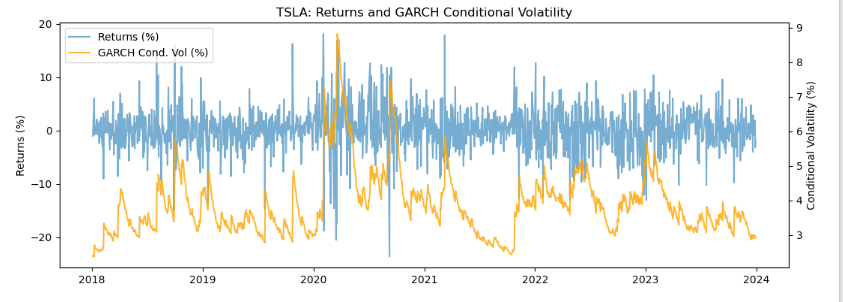 TSLA: Returns and GARCH Conditional Volatility
Returns (%)
GARCH Cond. Vol (%)
20
10
0
−10
−20
Returns (%)
9
8
7
6
5
4
3
Conditional Volatility (%)
2018 2019 2020 2021 2022 2023 2024